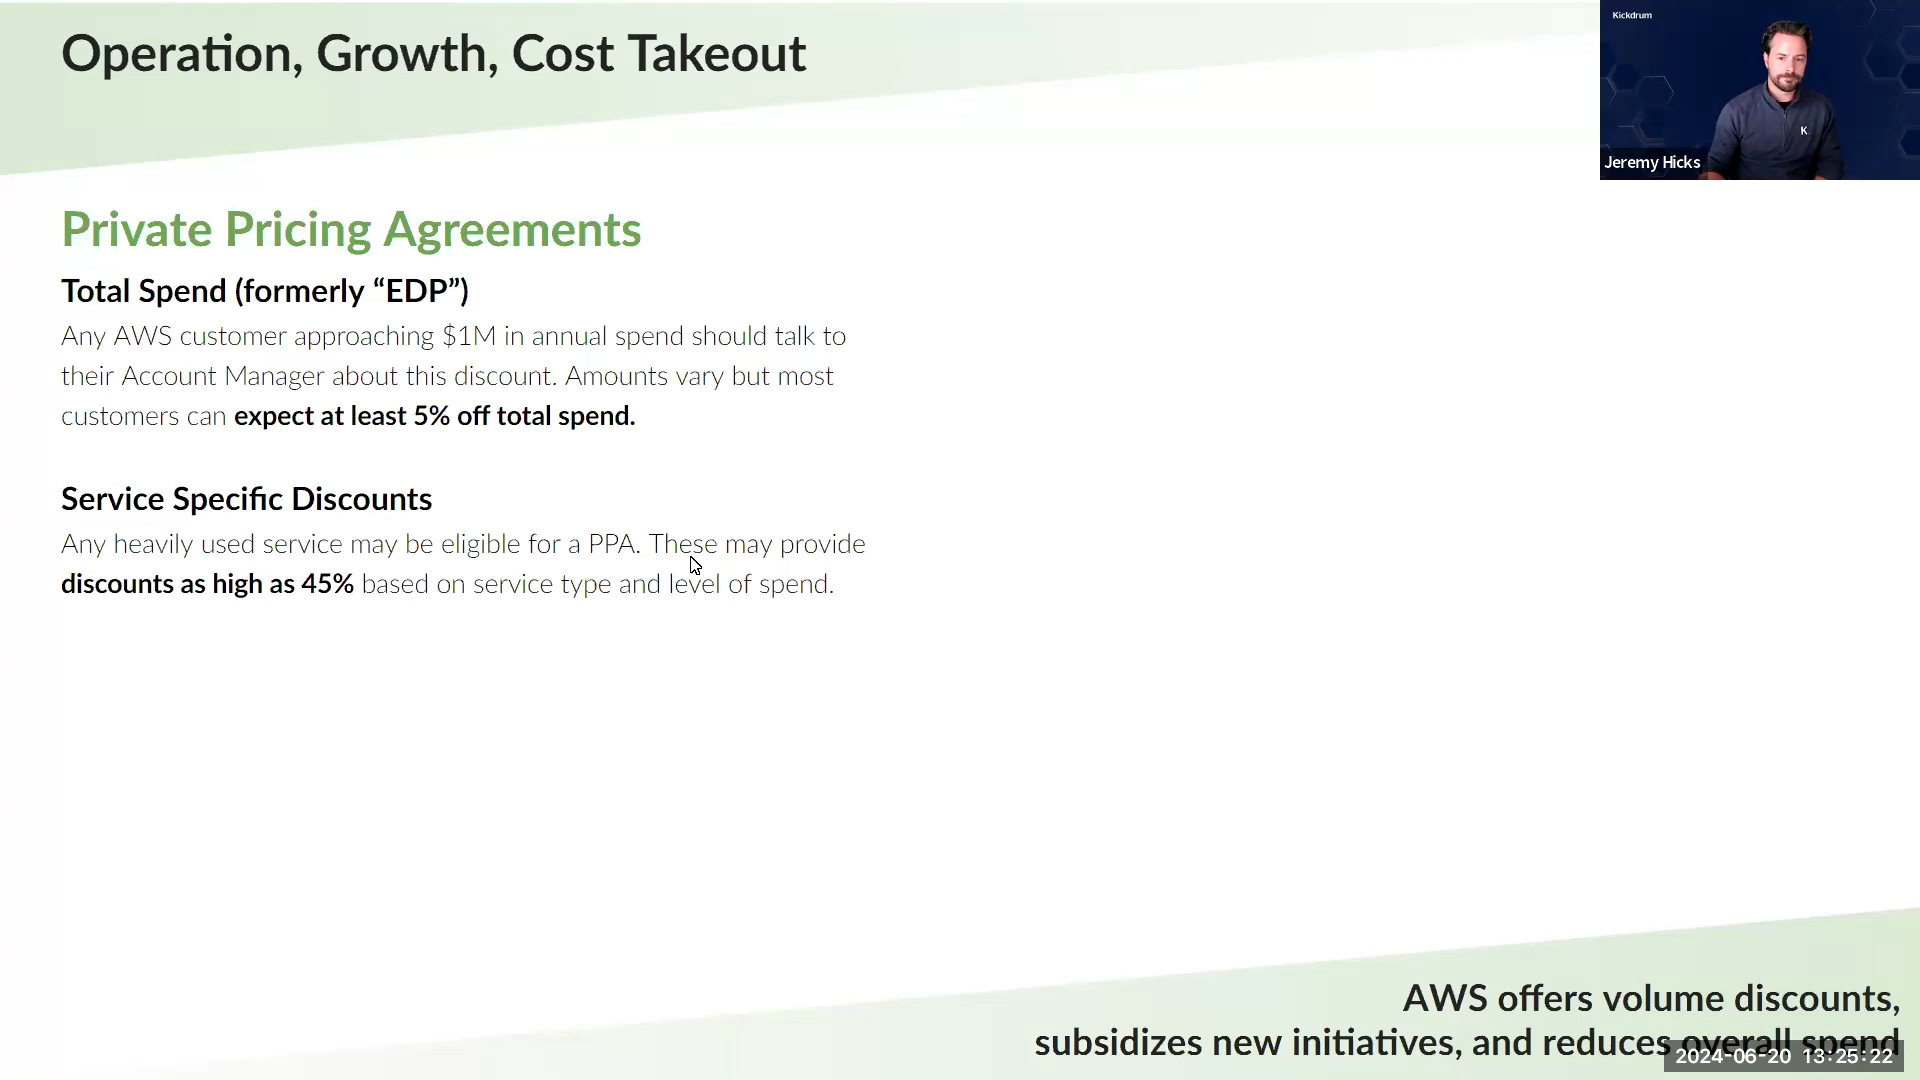 Operation, Growth, Cost Takeout
Kickdrum
K
Jeremy Hicks
Private Pricing Agreements
Total Spend (formerly “EDP”)
Any AWS customer approaching $1M in annual spend should talk to
their Account Manager about this discount. Amounts vary but most
customers can expect at least 5% off total spend.
Service Specific Discounts
Any heavily used service may be eligible for a PPA. These may provide
discounts as high as 45% based on service type and level of spend.
AWS offers volume discounts,
subsidizes new initiatives, and reduces overall spend
2024-06-20 13:25:22